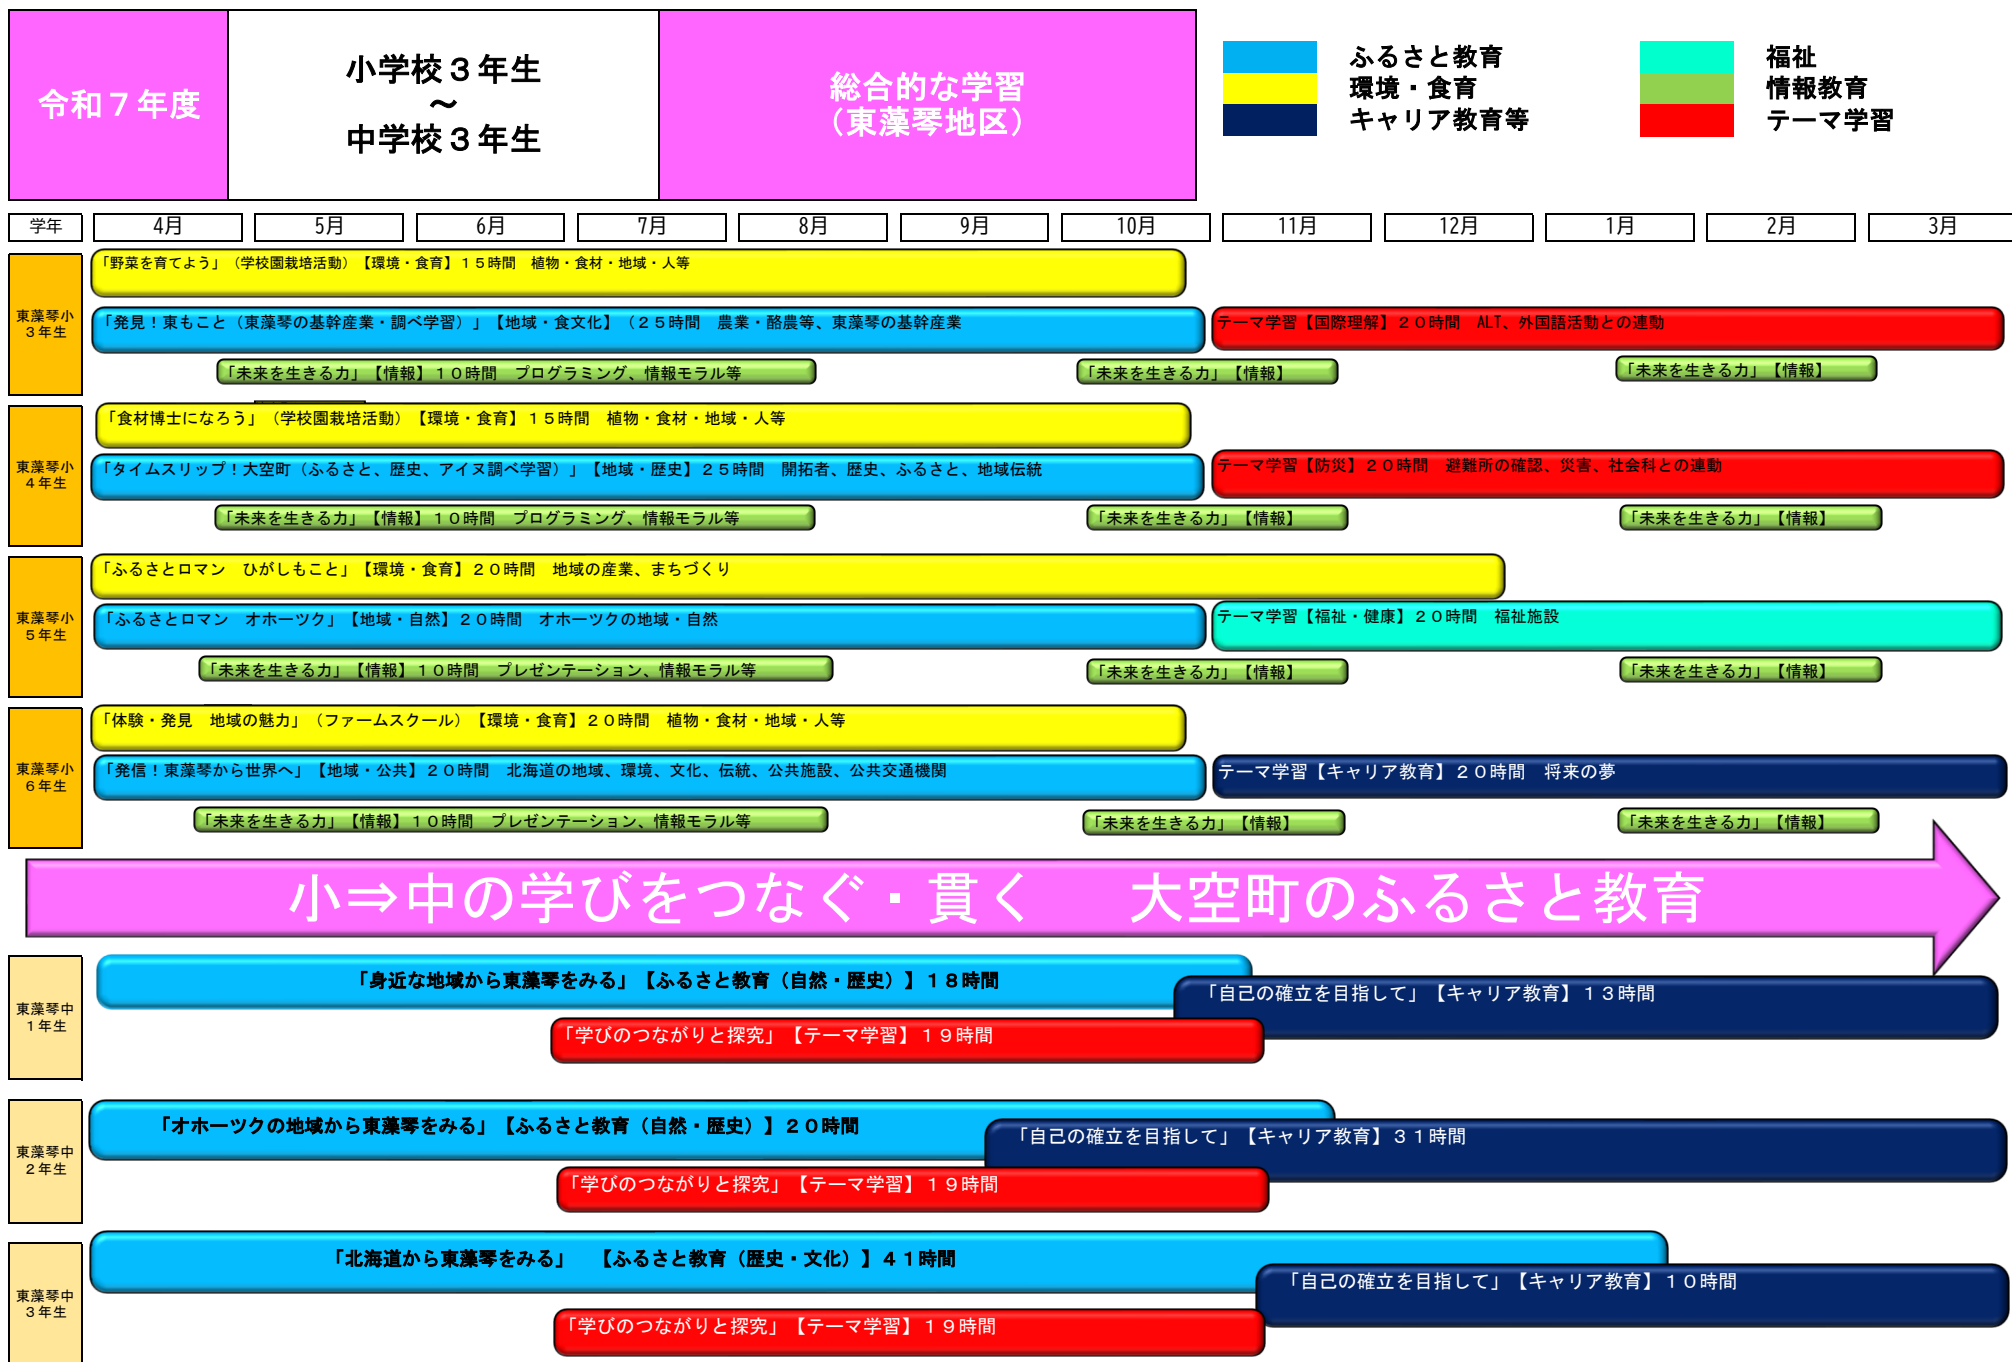 令和７年度
小学校３年生
～
中学校３年生
総合的な学習
（東藻琴地区）
ふるさと教育
環境・食育
キャリア教育等
福祉
情報教育
テーマ学習
学年 4月 5月 6月 7月 8月 9月 10月 11月 12月 1月 2月 3月
東藻琴小
３年生
「野菜を育てよう」（学校園栽培活動）【環境・食育】１５時間　植物・食材・地域・人等
「発見！東もこと（東藻琴の基幹産業・調べ学習）」【地域・食文化】（２５時間　農業・酪農等、東藻琴の基幹産業
テーマ学習【国際理解】２０時間　ALT、外国語活動との連動
「未来を生きる力」【情報】１０時間　プログラミング、情報モラル等
「未来を生きる力」【情報】
「未来を生きる力」【情報】
東藻琴小
４年生
「食材博士になろう」（学校園栽培活動）【環境・食育】１５時間　植物・食材・地域・人等
「タイムスリップ！大空町（ふるさと、歴史、アイヌ調べ学習）」【地域・歴史】２５時間　開拓者、歴史、ふるさと、地域伝統
テーマ学習【防災】２０時間　避難所の確認、災害、社会科との連動
「未来を生きる力」【情報】１０時間　プログラミング、情報モラル等
「未来を生きる力」【情報】
「未来を生きる力」【情報】
東藻琴小
５年生
「ふるさとロマン　ひがしもこと」【環境・食育】２０時間　地域の産業、まちづくり
「ふるさとロマン　オホーツク」【地域・自然】２０時間　オホーツクの地域・自然
テーマ学習【福祉・健康】２０時間　福祉施設
「未来を生きる力」【情報】１０時間　プレゼンテーション、情報モラル等
「未来を生きる力」【情報】
「未来を生きる力」【情報】
東藻琴小
６年生
「体験・発見　地域の魅力」（ファームスクール）【環境・食育】２０時間　植物・食材・地域・人等
「発信！東藻琴から世界へ」【地域・公共】２０時間　北海道の地域、環境、文化、伝統、公共施設、公共交通機関
テーマ学習【キャリア教育】２０時間　将来の夢
「未来を生きる力」【情報】１０時間　プレゼンテーション、情報モラル等
「未来を生きる力」【情報】
「未来を生きる力」【情報】
小⇒中の学びをつなぐ・貫く　　大空町のふるさと教育
東藻琴中
１年生
「身近な地域から東藻琴をみる」【ふるさと教育（自然・歴史）】１８時間
「自己の確立を目指して」【キャリア教育】１３時間
「学びのつながりと探究」【テーマ学習】１９時間
東藻琴中
２年生
「オホーツクの地域から東藻琴をみる」【ふるさと教育（自然・歴史）】２０時間
「自己の確立を目指して」【キャリア教育】３１時間
「学びのつながりと探究」【テーマ学習】１９時間
東藻琴中
３年生
「北海道から東藻琴をみる」　【ふるさと教育（歴史・文化）】４１時間
「自己の確立を目指して」【キャリア教育】１０時間
「学びのつながりと探究」【テーマ学習】１９時間